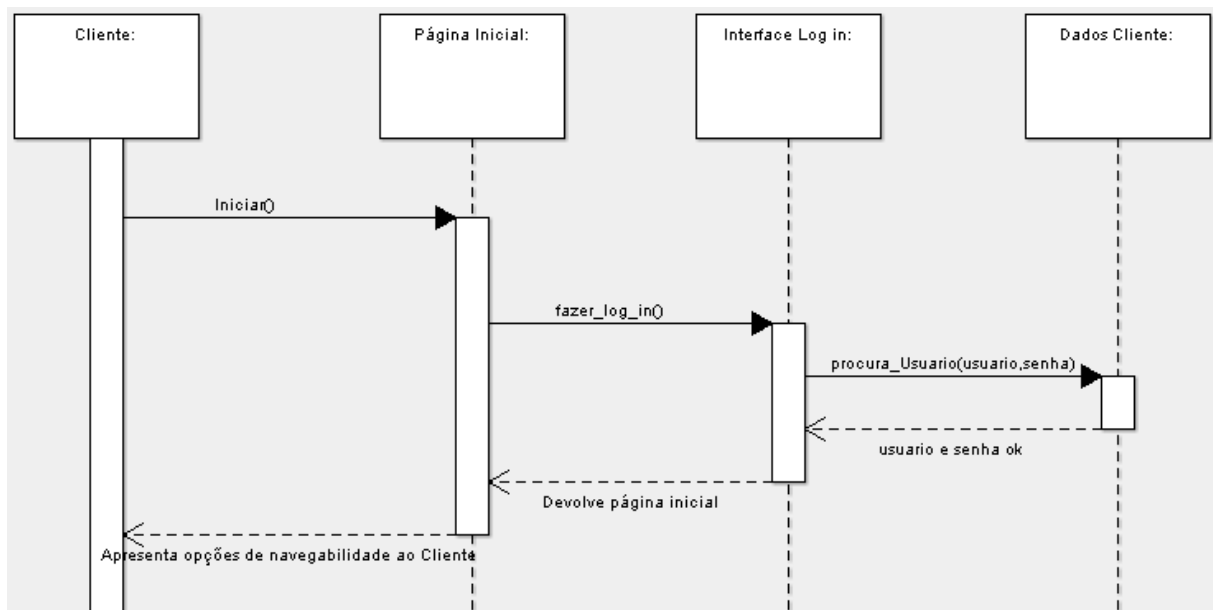 Cliente:
Página Inicial:
Interface Log in:
Dados Cliente:
Iniciar()
fazer_log_in()
procura_Usuario(usuario,senha)
usuario e senha ok
Devolve página inicial
Apresenta opções de navegabilidade ao Cliente